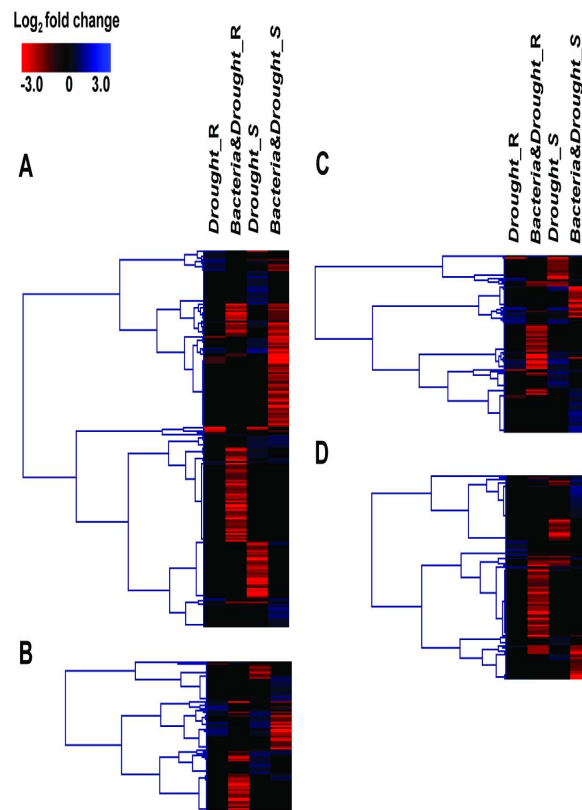 Log2 fold change
-3.0 0 3.0
A
Drought_R
Bacteria&Drought_R
Drought_S
Bacteria&Drought_S
C
Drought_R
Bacteria&Drought_R
Drought_S
Bacteria&Drought_S
D
B